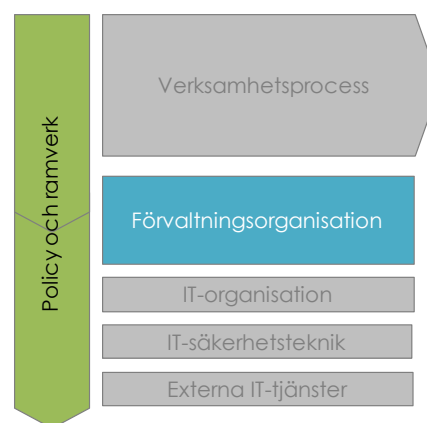 Policy och ramverk
Verksamhetsprocess
Förvaltningsorganisation
IT-organisation
IT-säkerhetsteknik
Externa IT-tjänster